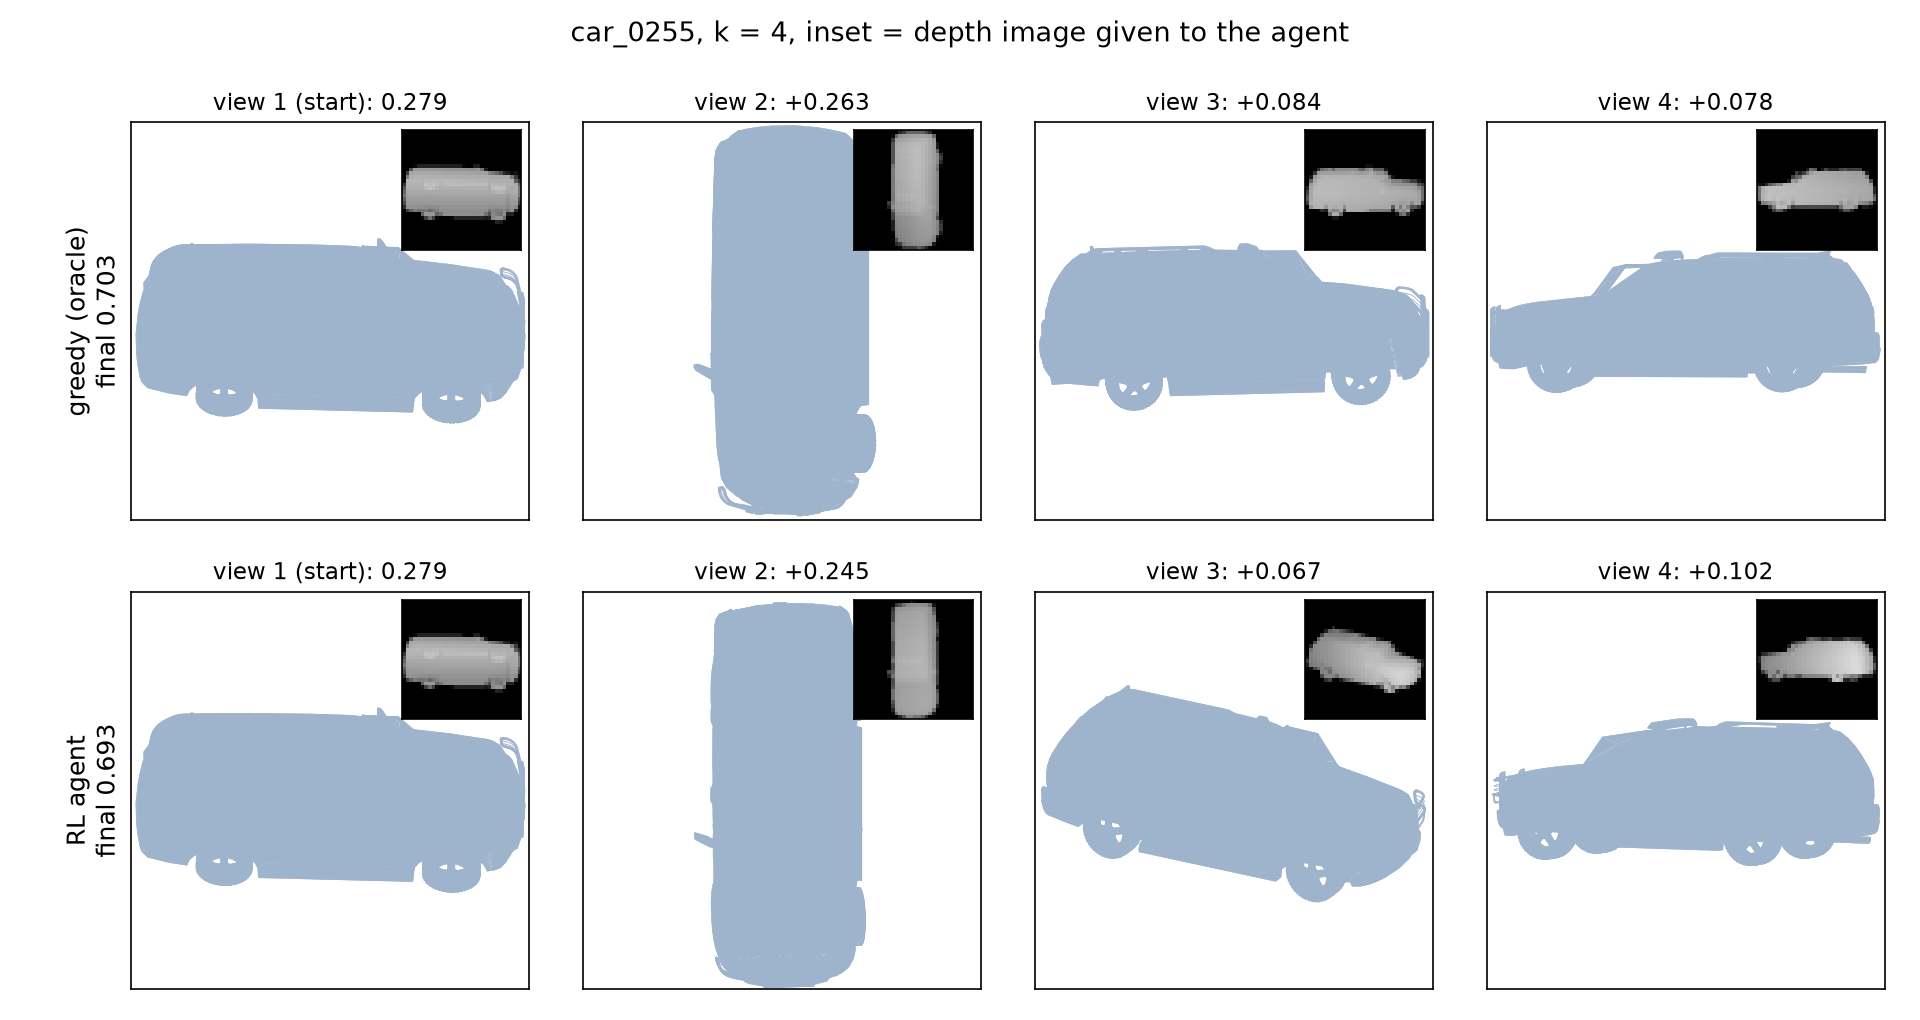 car_0255, k = 4, inset = depth image given to the agent
greedy (oracle)
final 0.703
view 1 (start): 0.279
view 2: +0.263
view 3: +0.084
view 4: +0.078
RL agent
final 0.693
view 1 (start): 0.279
view 2: +0.245
view 3: +0.067
view 4: +0.102